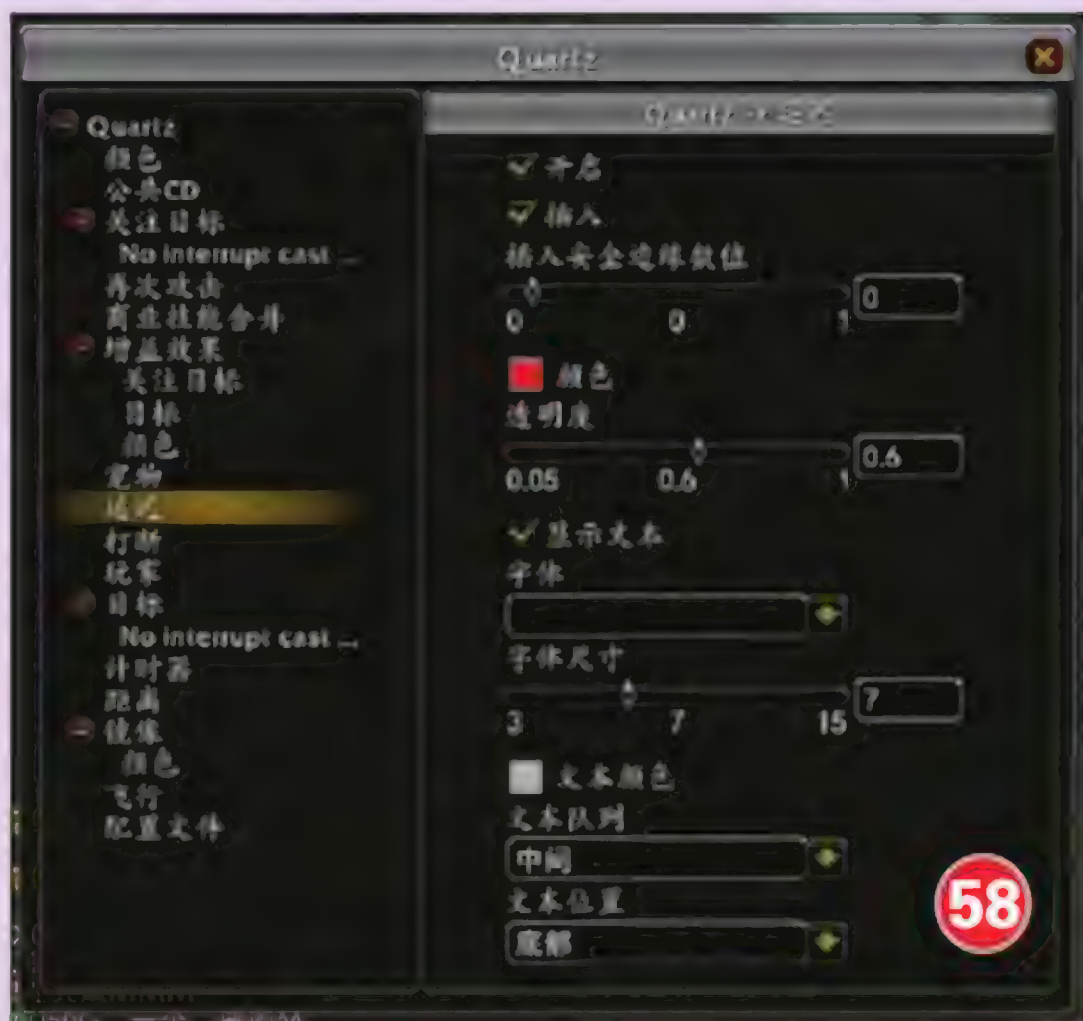 Quartz
Quartz
颜色
公共CD
关注目标
No interrupt cast ...
再次攻击
商业技能合并
增益效果
关注目标
目标
颜色
宠物
打断
玩家
目标
No interrupt cast ...
计时器
距离
镜像
颜色
飞行
配置文件
Quartz
开启
插入
插入安全边缘数值
0
0
0
1
颜色
透明度
0.6
0.05
0.6
1
显示文本
字体
字体尺寸
7
3
7
15
文本颜色
文本队列
中间
文本位置
底部
58